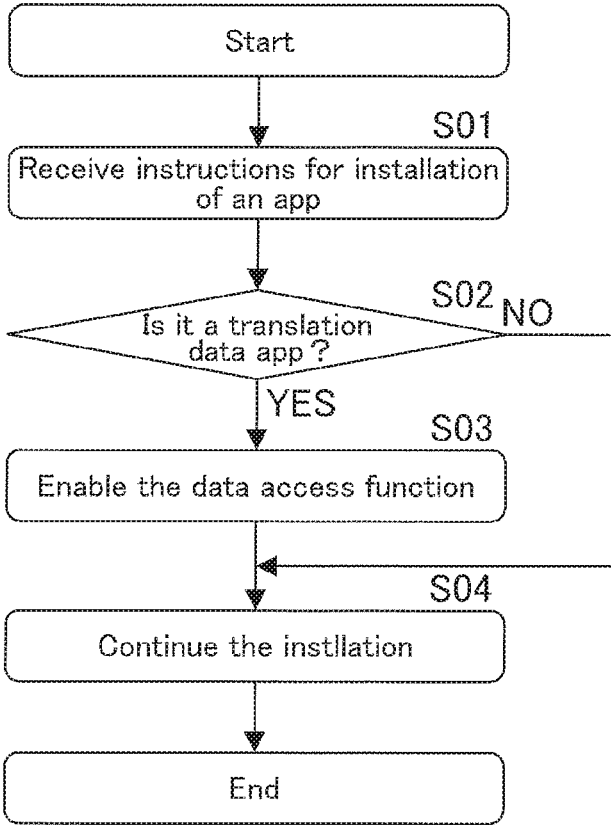 Start
S01
Receive instructions for installation
of an app
S02
NO
Is it a translation
data app?
YES
S03
Enable the data access function
S04
Continue the instllation
End